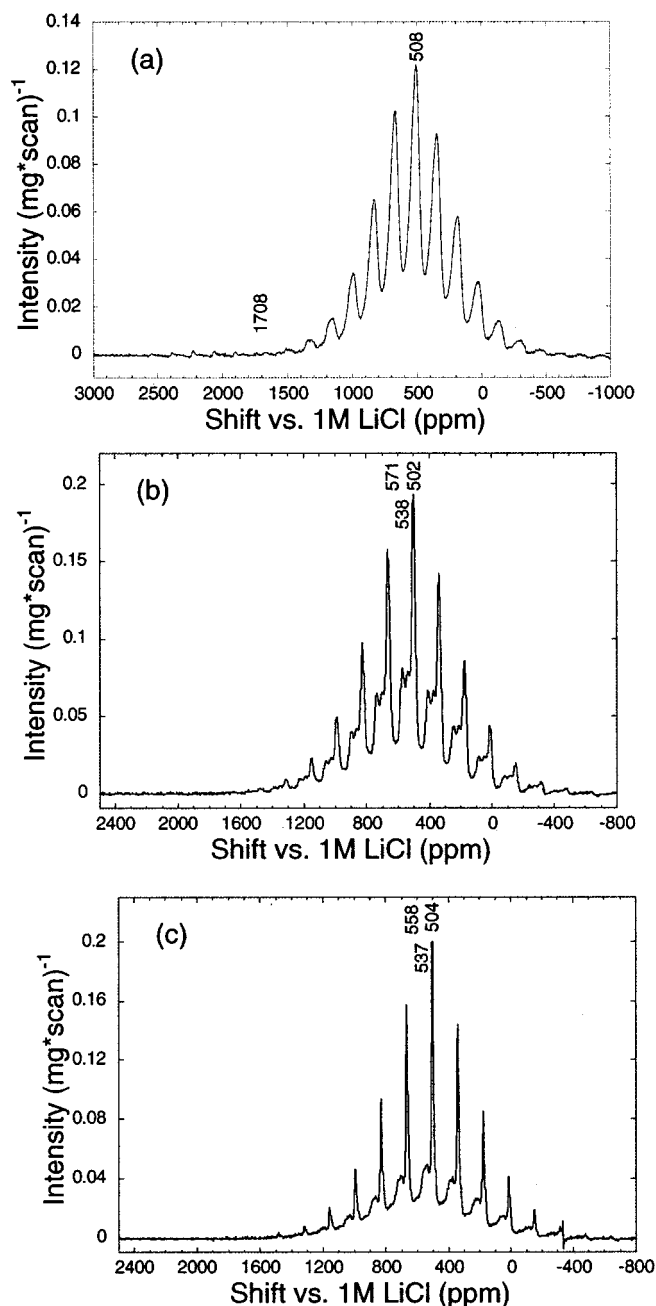 (a)
0.14
0.12
0.1
0.08
0.06
0.04
0.02
0
508
1708
Intensity (mg*scan)⁻¹
3000 2000 1000 500 0 -500 -1000
Shift vs. 1M LiCl (ppm)
(b)
0.2
0.15
0.1
0.05
0
571
538
502
Intensity (mg*scan)⁻¹
2400 2000 1200 800 400 0 -400 -800
Shift vs. 1M LiCl (ppm)
(c)
0.2
0.16
0.12
0.08
0.04
0
558
537
504
Intensity (mg*scan)⁻¹
2400 2000 1200 800 400 0 -400 -800
Shift vs. 1M LiCl (ppm)